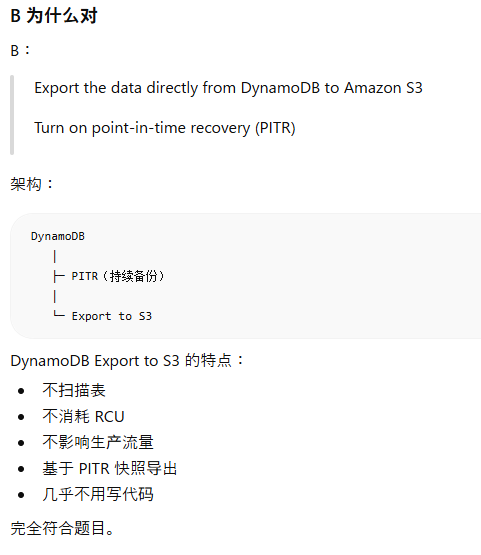 B 为什么对
B：
Export the data directly from DynamoDB to Amazon S3
Turn on point-in-time recovery (PITR)
架构：
DynamoDB
│
├─ PITR（持续备份）
│
└─ Export to S3
DynamoDB Export to S3 的特点：
• 不扫描表
• 不消耗 RCU
• 不影响生产流量
• 基于 PITR 快照导出
• 几乎不用写代码
完全符合题目。